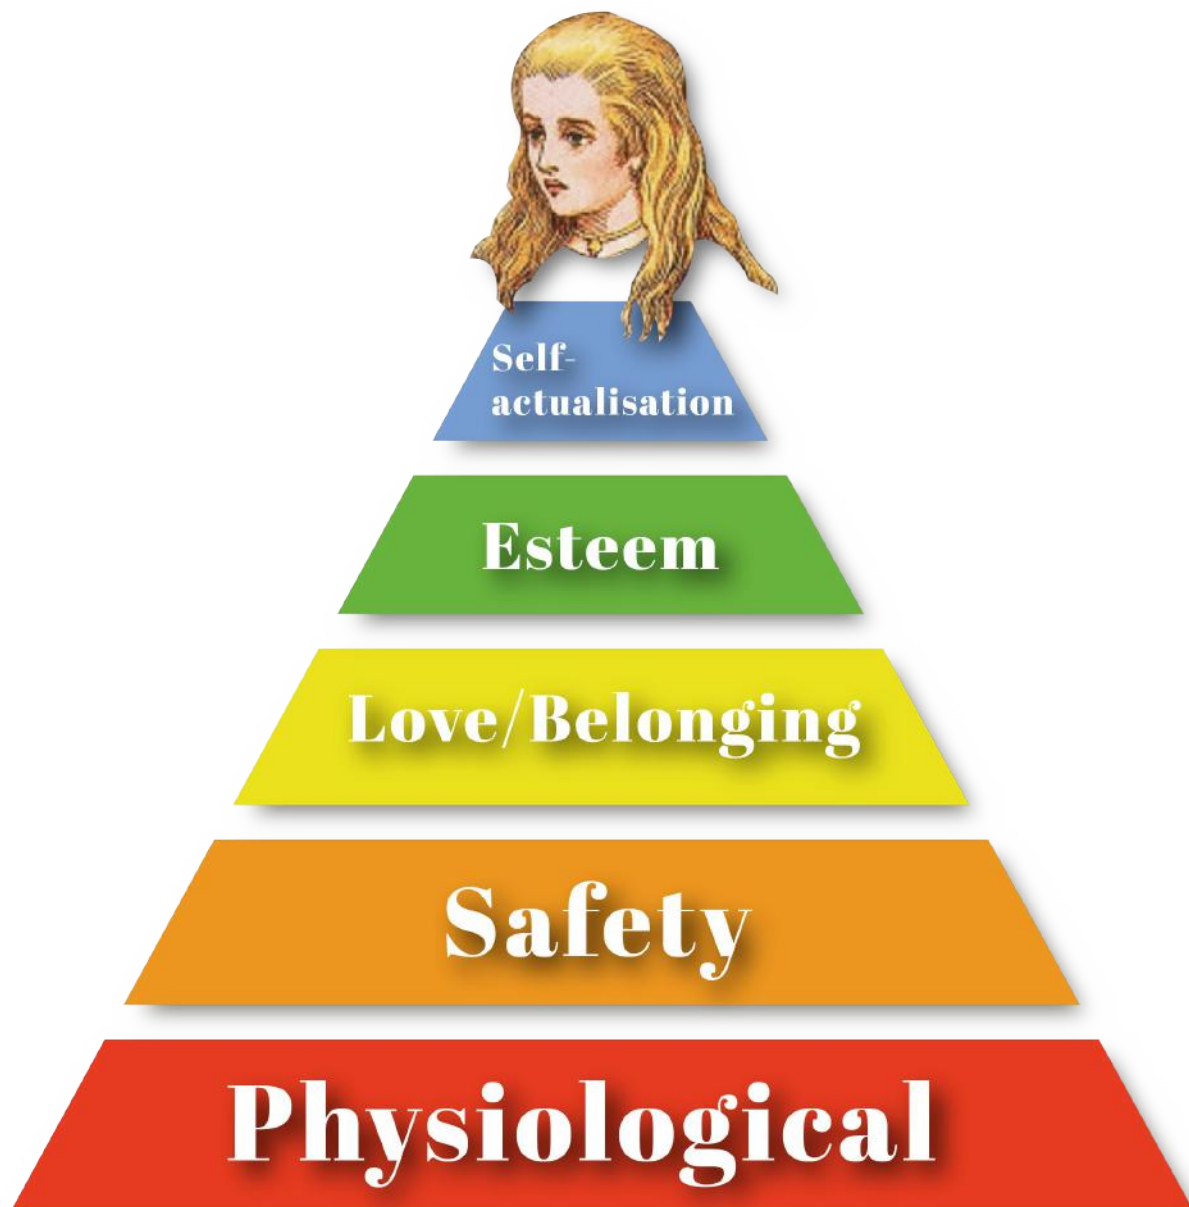 Self-
actualisation
Esteem
Love/Belonging
Safety
Physiological